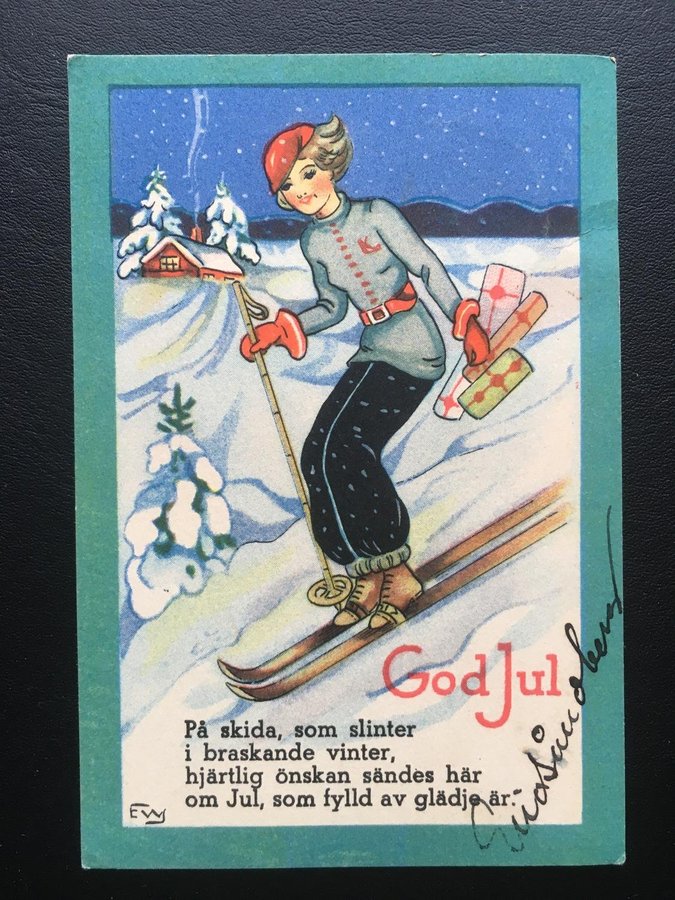 God Jul
På skida, som slinter
i braskande vinter,
hjärtlig önskan sändes här
om Jul, som fylld av glädje är.
EW